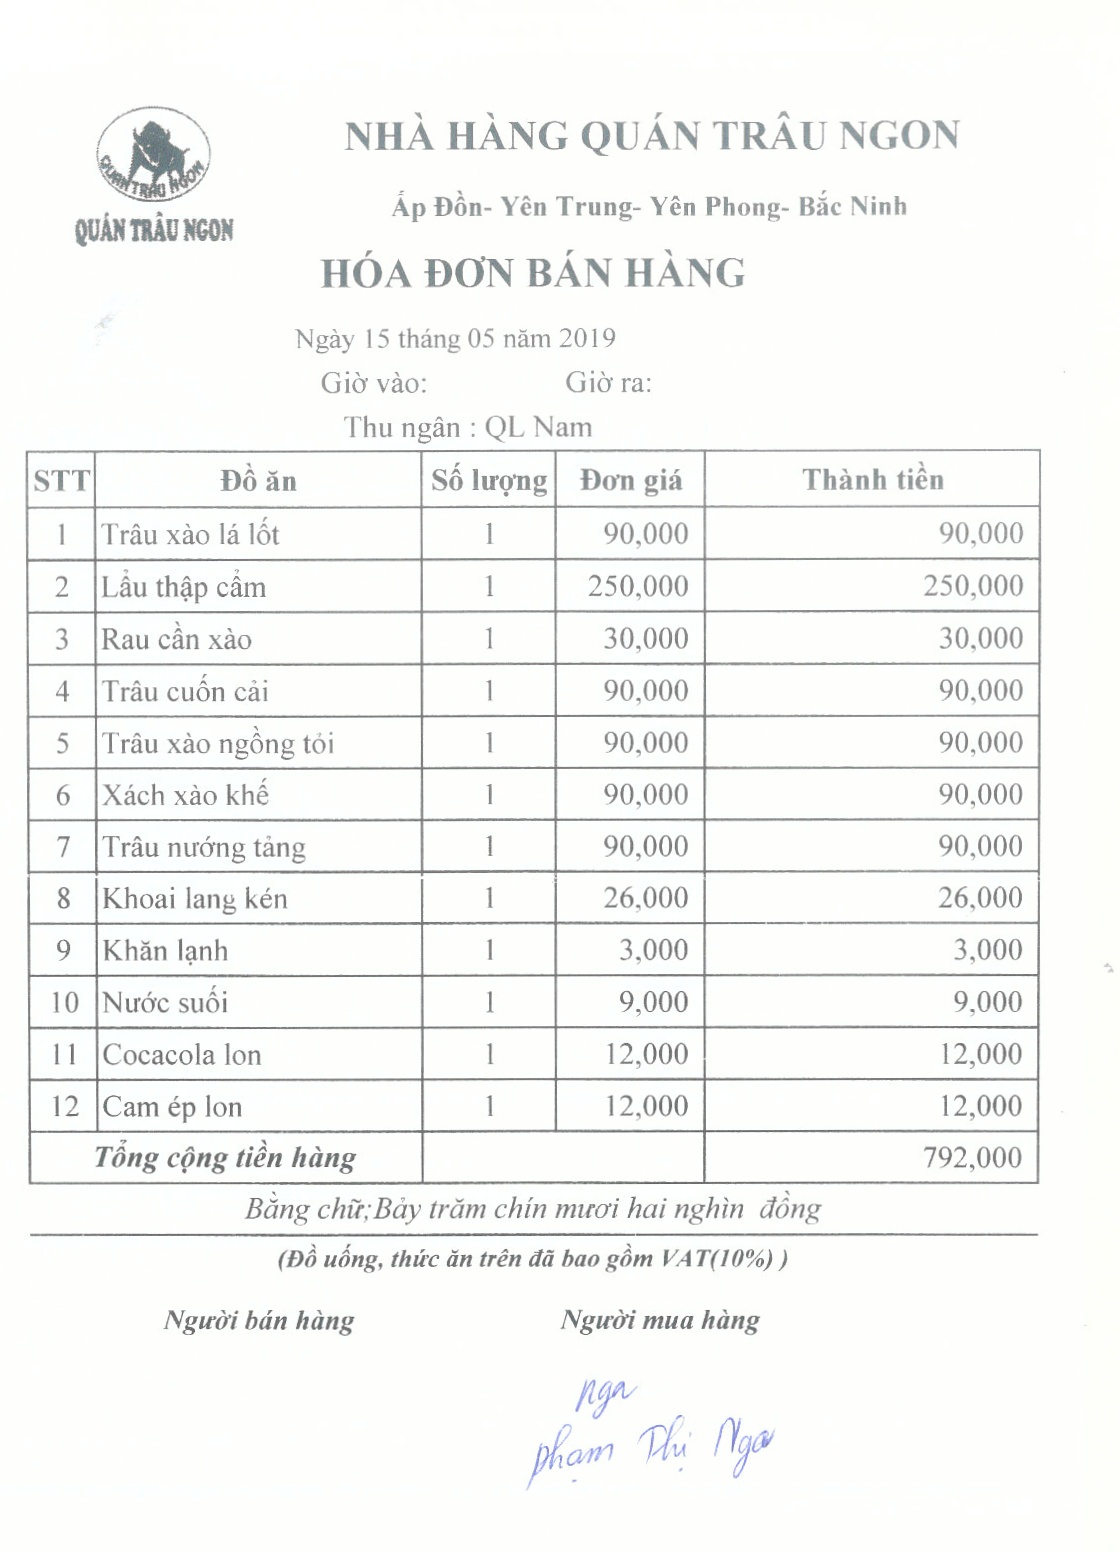 QUÁN TRÂU NGON
QUÁN TRÂU NGON
NHÀ HÀNG QUÁN TRÂU NGON
Ấp Đồn- Yên Trung- Yên Phong- Bắc Ninh
HÓA ĐƠN BÁN HÀNG
Ngày 15 tháng 05 năm 2019
Giờ vào: Giờ ra:
Thu ngân : QL Nam
STT Đồ ăn Số lượng Đơn giá Thành tiền
1 Trâu xào lá lốt 1 90,000 90,000
2 Lẩu thập cẩm 1 250,000 250,000
3 Rau cần xào 1 30,000 30,000
4 Trâu cuốn cải 1 90,000 90,000
5 Trâu xào ngồng tỏi 1 90,000 90,000
6 Xách xào khế 1 90,000 90,000
7 Trâu nướng tảng 1 90,000 90,000
8 Khoai lang kén 1 26,000 26,000
9 Khăn lạnh 1 3,000 3,000
10 Nước suối 1 9,000 9,000
11 Cocacola lon 1 12,000 12,000
12 Cam ép lon 1 12,000 12,000
Tổng cộng tiền hàng 792,000
Bằng chữ;Bảy trăm chín mươi hai nghìn đồng
(Đồ uống, thức ăn trên đã bao gồm VAT(10%) )
Người bán hàng Người mua hàng
nga
phạm Thị Nga